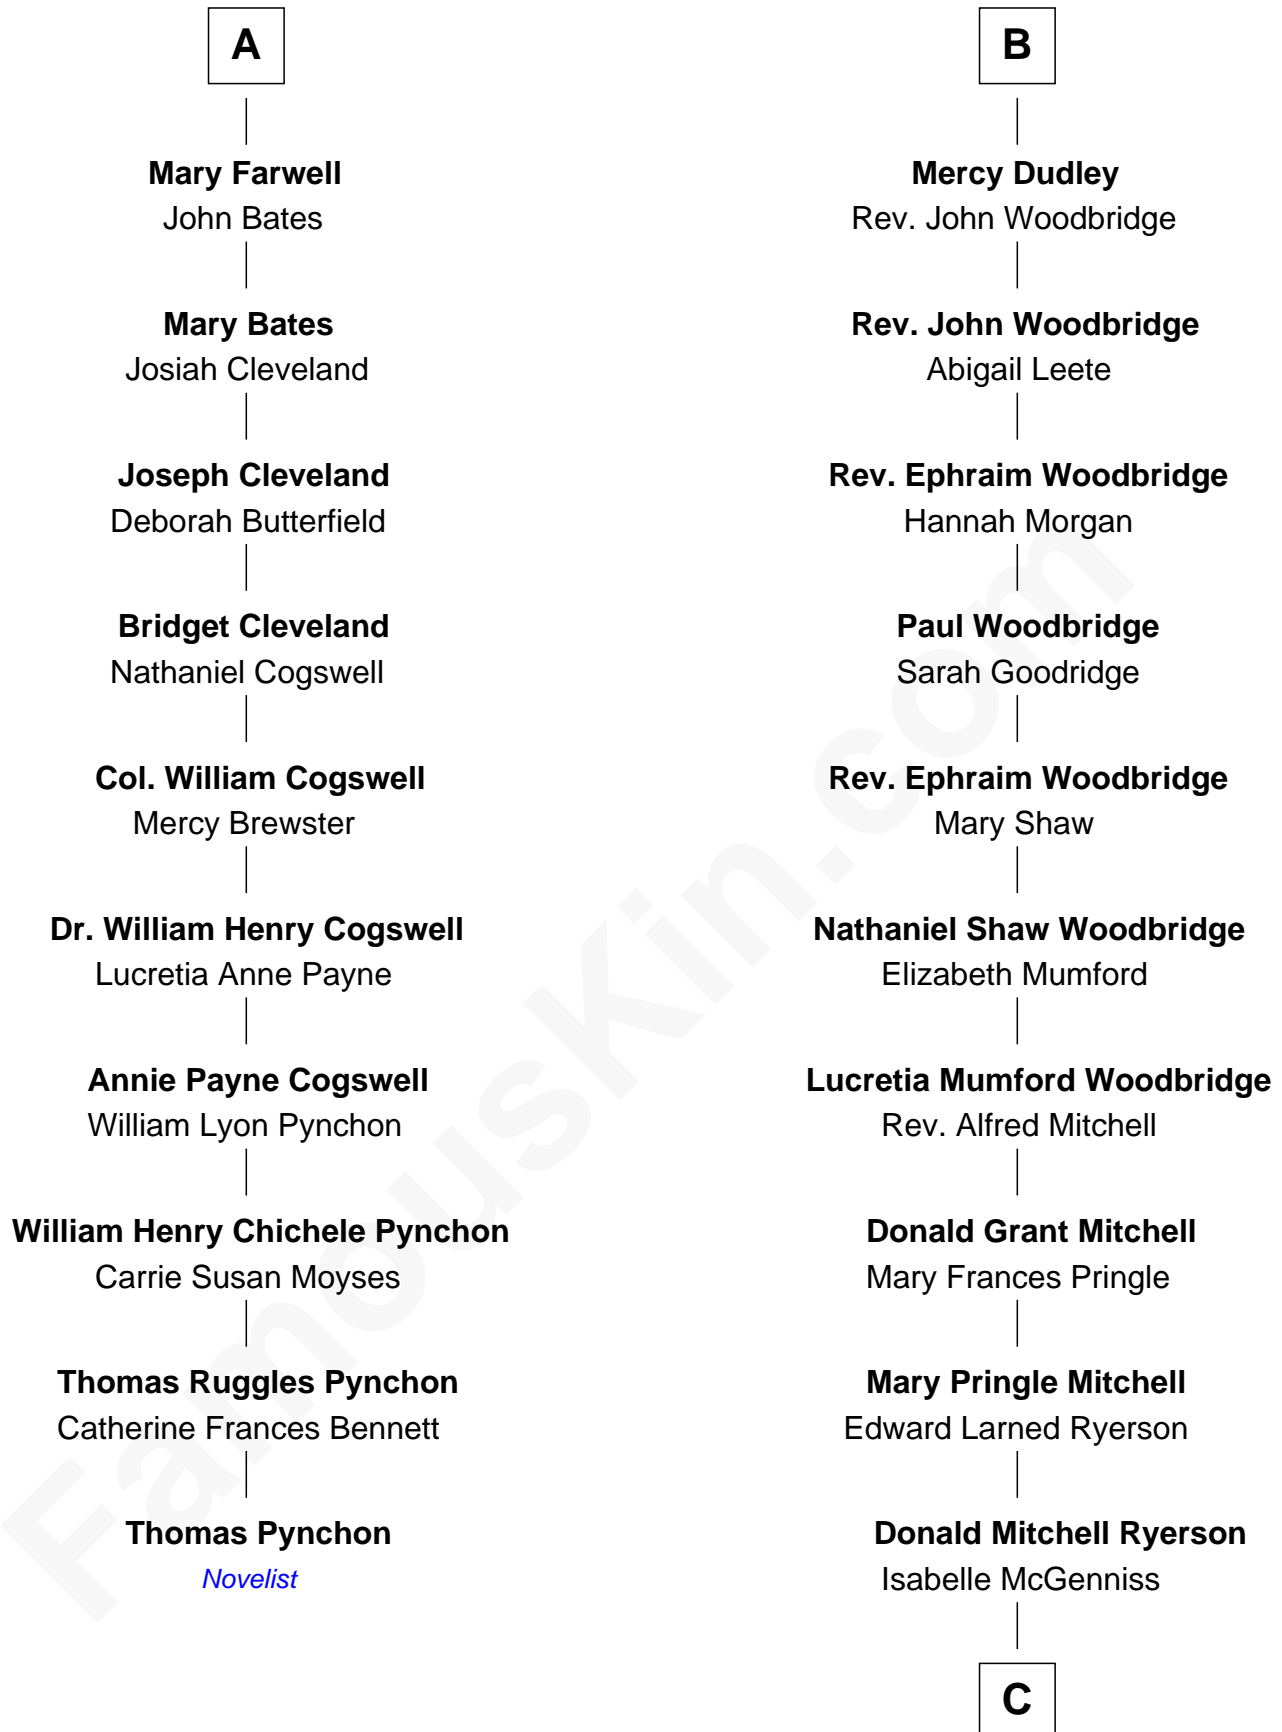 A
Mary Farwell
John Bates
Mary Bates
Josiah Cleveland
Joseph Cleveland
Deborah Butterfield
Bridget Cleveland
Nathaniel Cogswell
Col. William Cogswell
Mercy Brewster
Dr. William Henry Cogswell
Lucretia Anne Payne
Annie Payne Cogswell
William Lyon Pynchon
William Henry Chichele Pynchon
Carrie Susan Moyses
Thomas Ruggles Pynchon
Catherine Frances Bennett
Thomas Pynchon
Novelist
B
Mercy Dudley
Rev. John Woodbridge
Rev. John Woodbridge
Abigail Leete
Rev. Ephraim Woodbridge
Hannah Morgan
Paul Woodbridge
Sarah Goodridge
Rev. Ephraim Woodbridge
Mary Shaw
Nathaniel Shaw Woodbridge
Elizabeth Mumford
Lucretia Mumford Woodbridge
Rev. Alfred Mitchell
Donald Grant Mitchell
Mary Frances Pringle
Mary Pringle Mitchell
Edward Larned Ryerson
Donald Mitchell Ryerson
Isabelle McGenniss
C
FamousKin.com